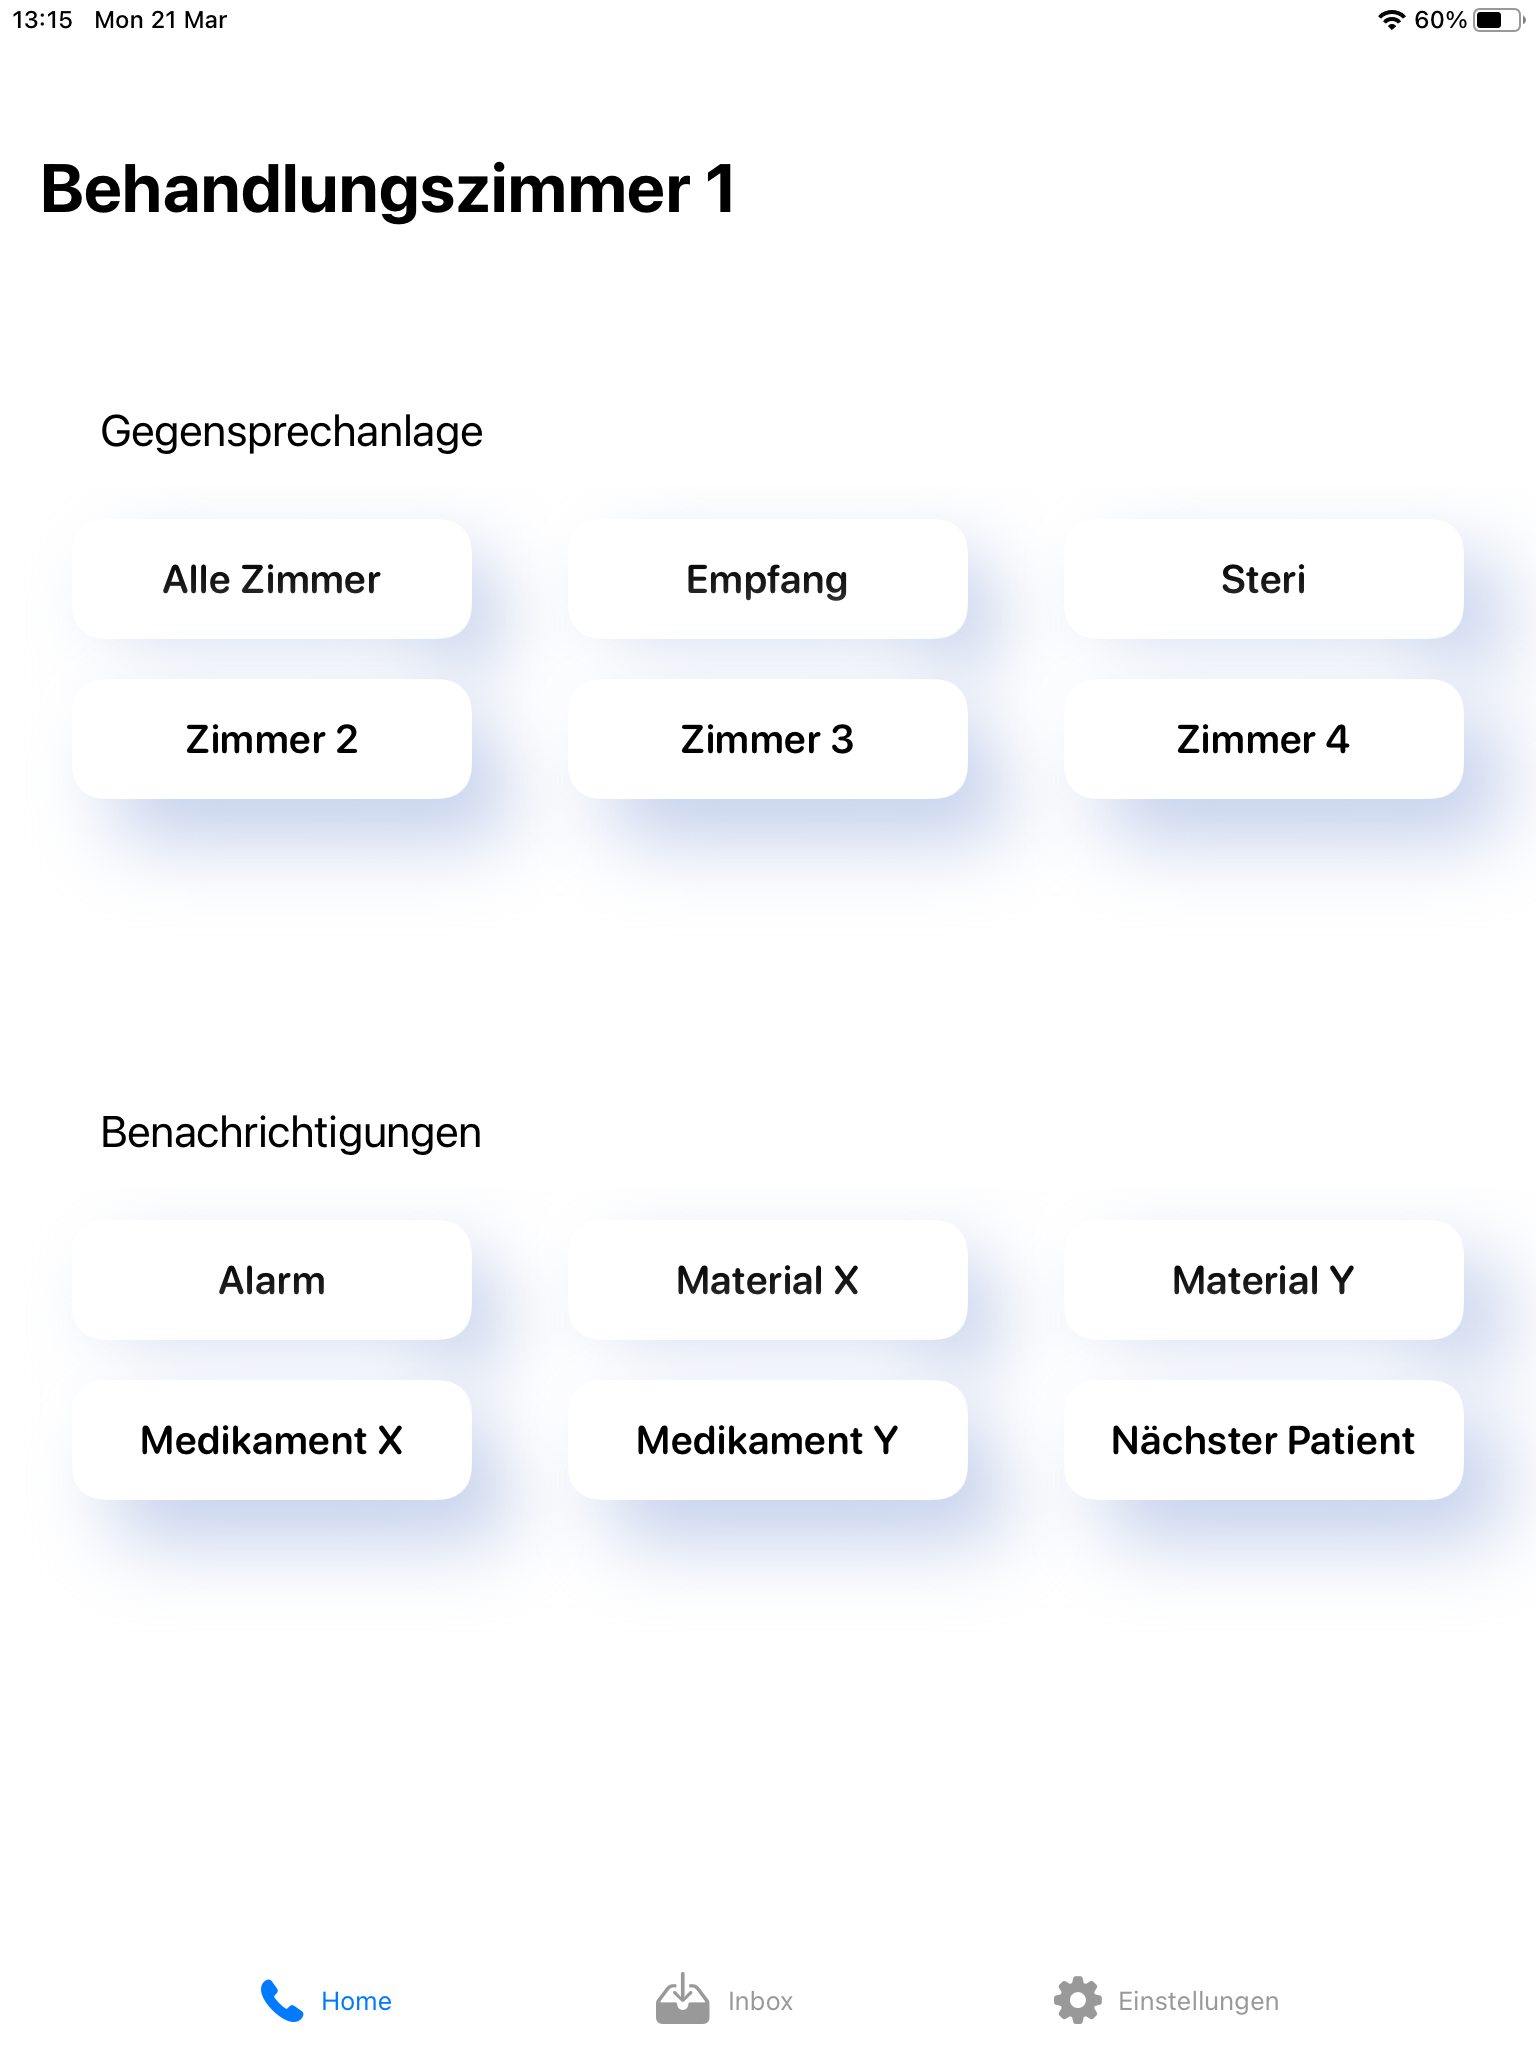 13:15 Mon 21 Mar 60%
Behandlungszimmer 1
Gegensprechanlage
Alle Zimmer Empfang Steri
Zimmer 2 Zimmer 3 Zimmer 4
Benachrichtigungen
Alarm Material X Material Y
Medikament X Medikament Y Nächster Patient
Home Inbox Einstellungen